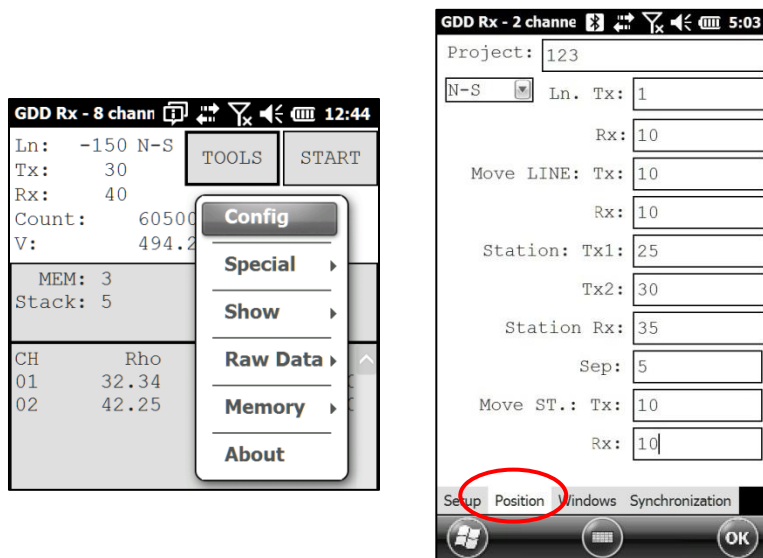 GDD Rx - 8 chann 12:44
Ln: -150 N-S
Tx: 30
Rx: 40
Count: 60500
V: 494.2
TOOLS START
Config
Special
Show
Raw Data
Memory
About
MEM: 3
Stack: 5
CH Rho
01 32.34
02 42.25
GDD Rx - 2 channe 5:03
Project: 123
N-S Ln. Tx: 1
Rx: 10
Move LINE: Tx: 10
Rx: 10
Station: Tx1: 25
Tx2: 30
Station Rx: 35
Sep: 5
Move ST.: Tx: 10
Rx: 10
Setup Position Windows Synchronization
OK